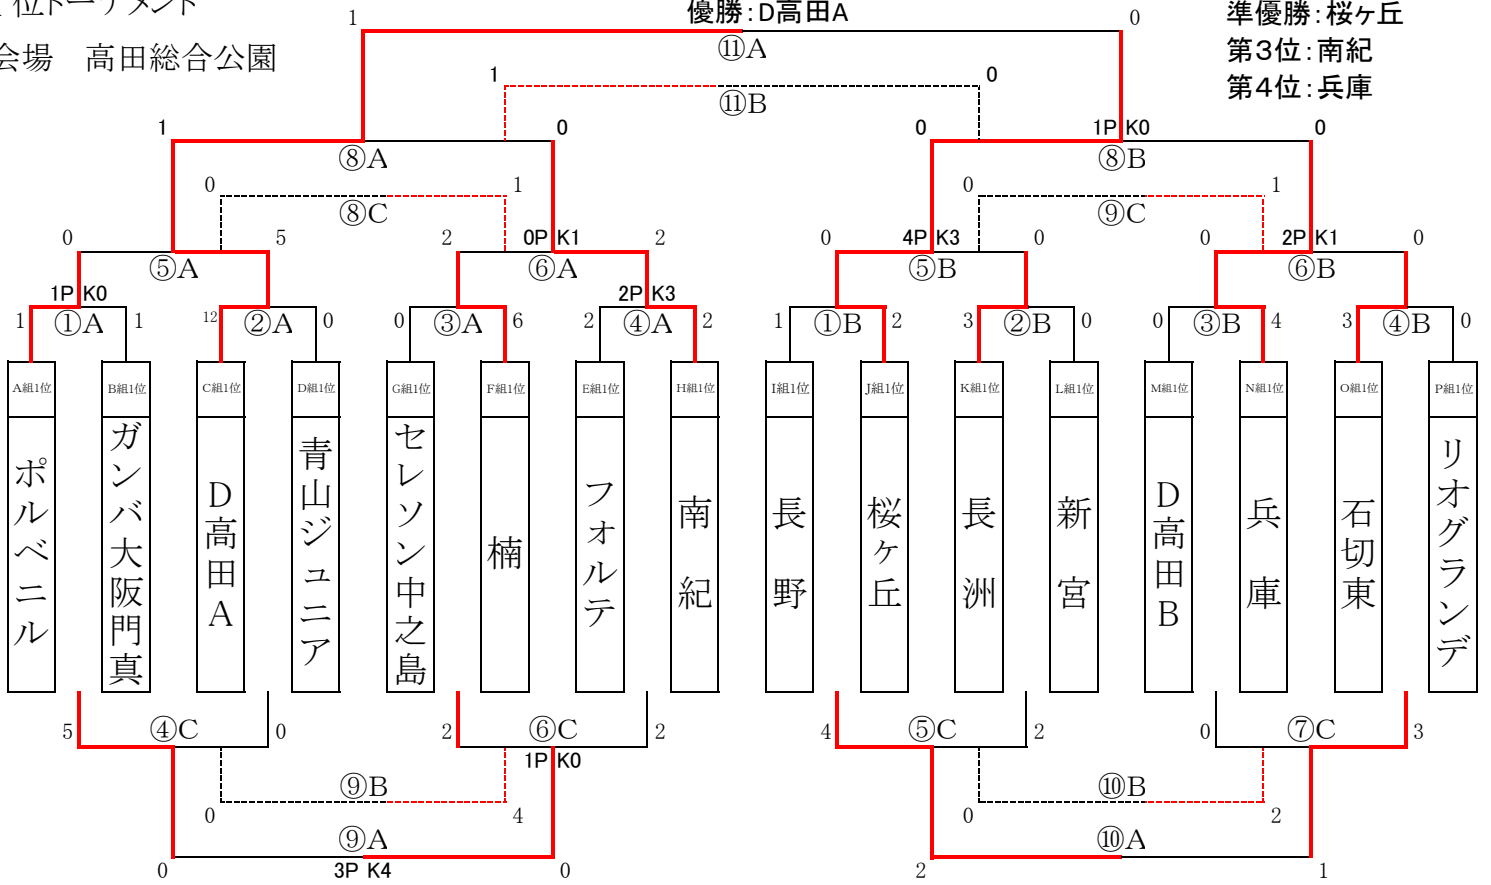 位トーナメント
会場 高田総合公園
優勝:D高田A
準優勝:桜ヶ丘
第3位:南紀
第4位:兵庫
1 ⑪A 0
1 ⑪B 0
1 ⑧A 0
0 1P K0 ⑧B 0
0 ⑧C 1
0 ⑨C 1
0 ⑤A 5
2 0P K1 ⑥A 2
0 4P K3 ⑤B 0
0 2P K1 ⑥B 0
1 1P K0 ①A 1
12 ②A 0
0 ③A 6
2 2P K3 ④A 2
1 ①B 2
3 ②B 0
0 ③B 4
3 ④B 0
A組1位 B組1位 C組1位 D組1位 G組1位 F組1位 E組1位 H組1位 I組1位 J組1位 K組1位 L組1位 M組1位 N組1位 O組1位 P組1位
ポルベニル
ガンバ大阪門真
D高田A
青山ジュニア
セレソン中之島
楠
フォルテ
南紀
長野
桜ヶ丘
長洲
新宮
D高田B
兵庫
石切東
リオグランデ
5 ④C 0
2 ⑥C 2
1P K0
4 ⑤C 2
0 ⑦C 3
0 ⑨B 4
0 ⑩B 2
0 ⑨A 0
3P K4
2 ⑩A 1